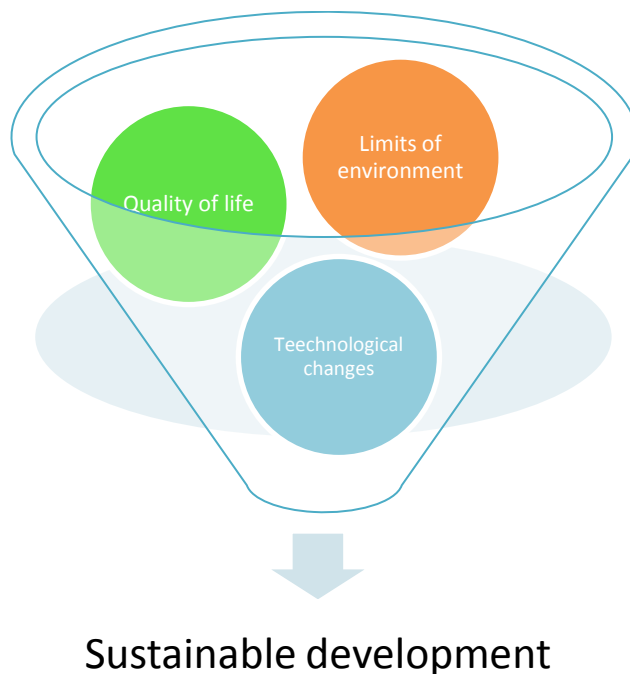 Limits of
environment
Quality of life
Teechnological
changes
Sustainable development